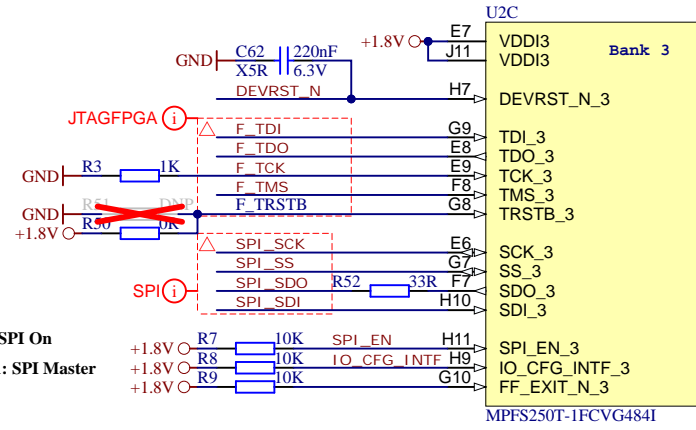 U2C
+1.8V E7 VDDI3 Bank 3
J11 VDDI3
GND C62 220nF
X5R 6.3V
DEVRST_N H7 DEVRST_N_3
JTAGFPGA i
F_TDI G9 TDI_3
F_TDO E8 TDO_3
GND R3 1K F_TCK E9 TCK_3
F_TMS F8 TMS_3
GND R51 DNP F_TRSTB G8 TRSTB_3
+1.8V R50 0K
SPI_SCK E6 SCK_3
SPI_SS G7 SS_3
SPI i SPI_SDO R52 33R F7 SDO_3
SPI_SDI H10 SDI_3
SPI On
+1.8V R7 10K SPI_EN H11 SPI_EN_3
: SPI Master +1.8V R8 10K IO_CFG_INTF H9 IO_CFG_INTF_3
+1.8V R9 10K G10 FF_EXIT_N_3
MPFS250T-1FCVG484I